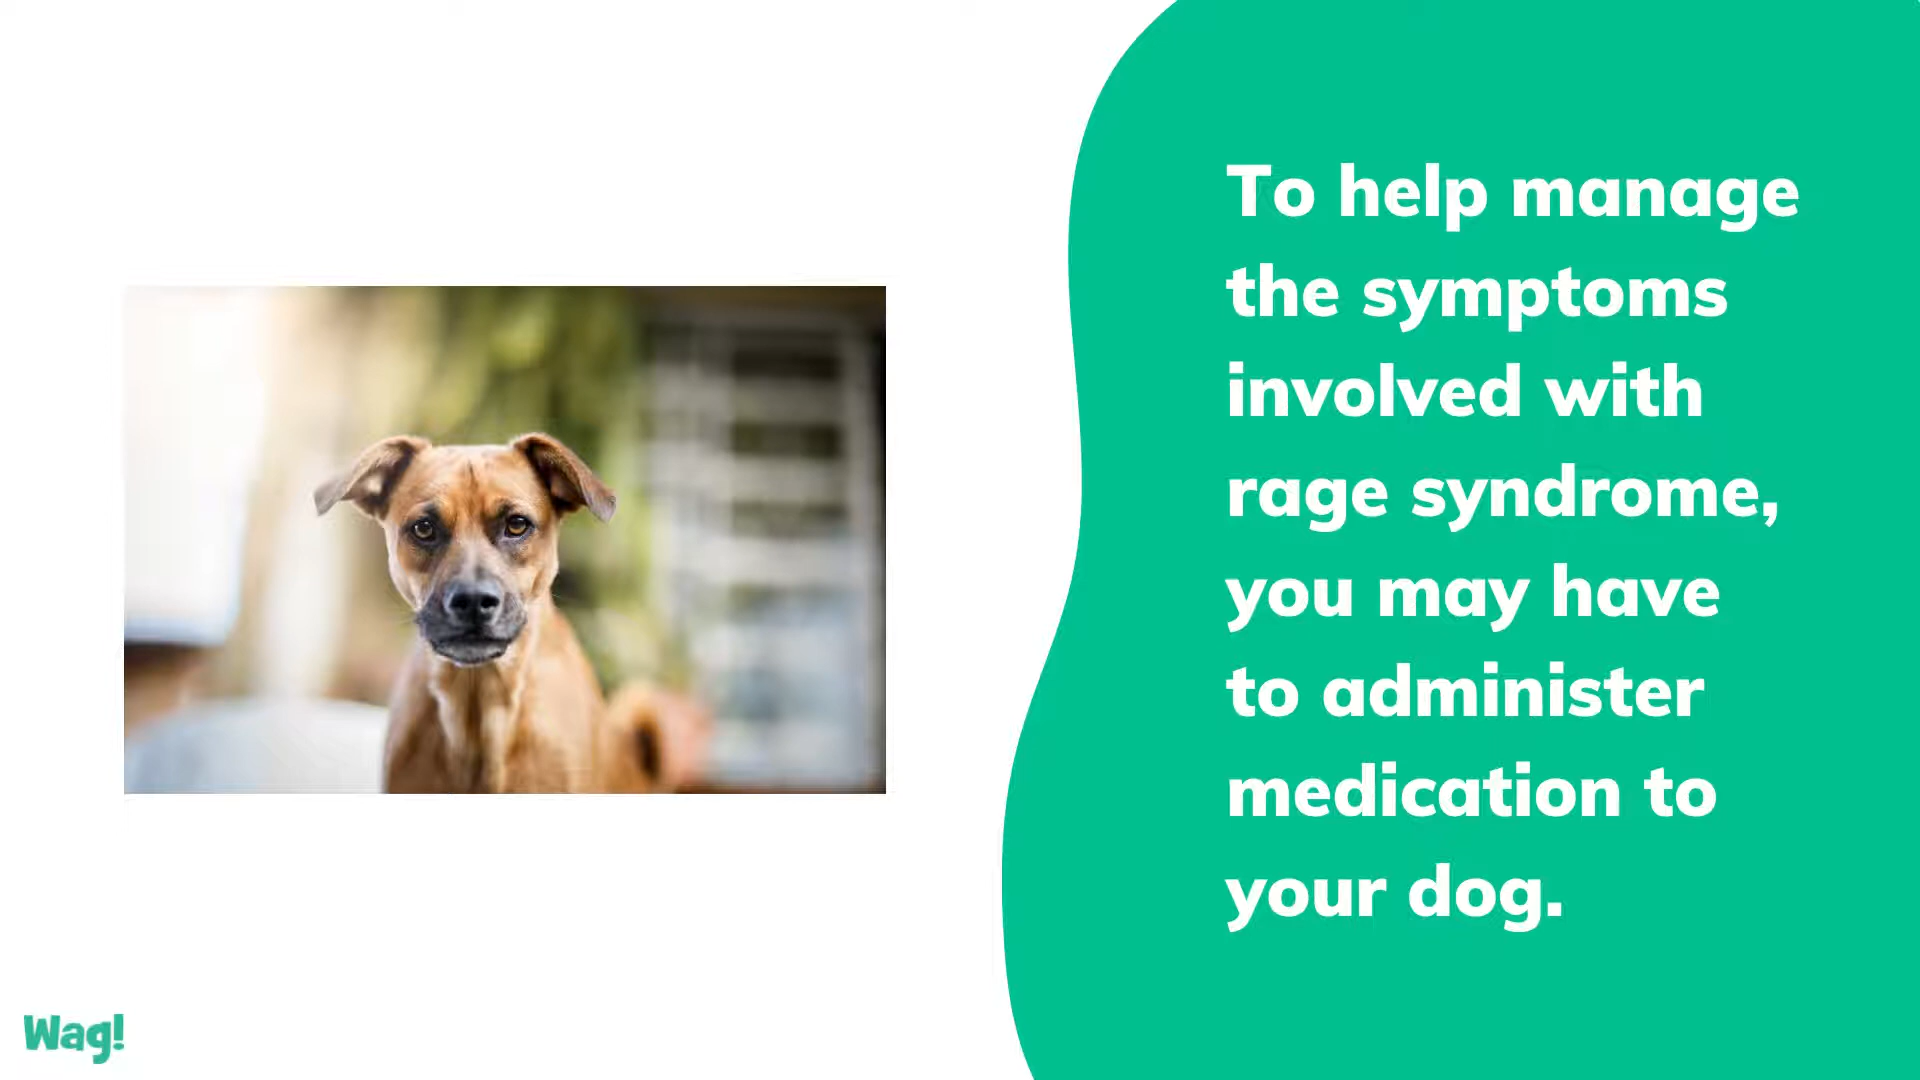 To help manage
the symptoms
involved with
rage syndrome,
you may have
to administer
medication to
your dog.
Wag!